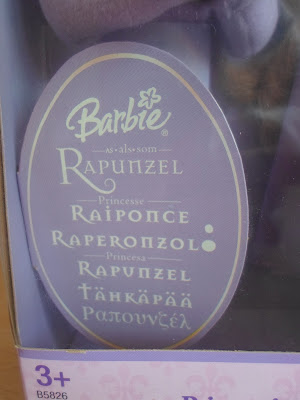 Barbie®
AS · als · som
RAPUNZEL
Princesse
RAIPONCE
RAPERONZOLO
Princesa
RAPUNZEL
TÄHKÄPÄÄ
Ραπουνζέλ
3+
B5826